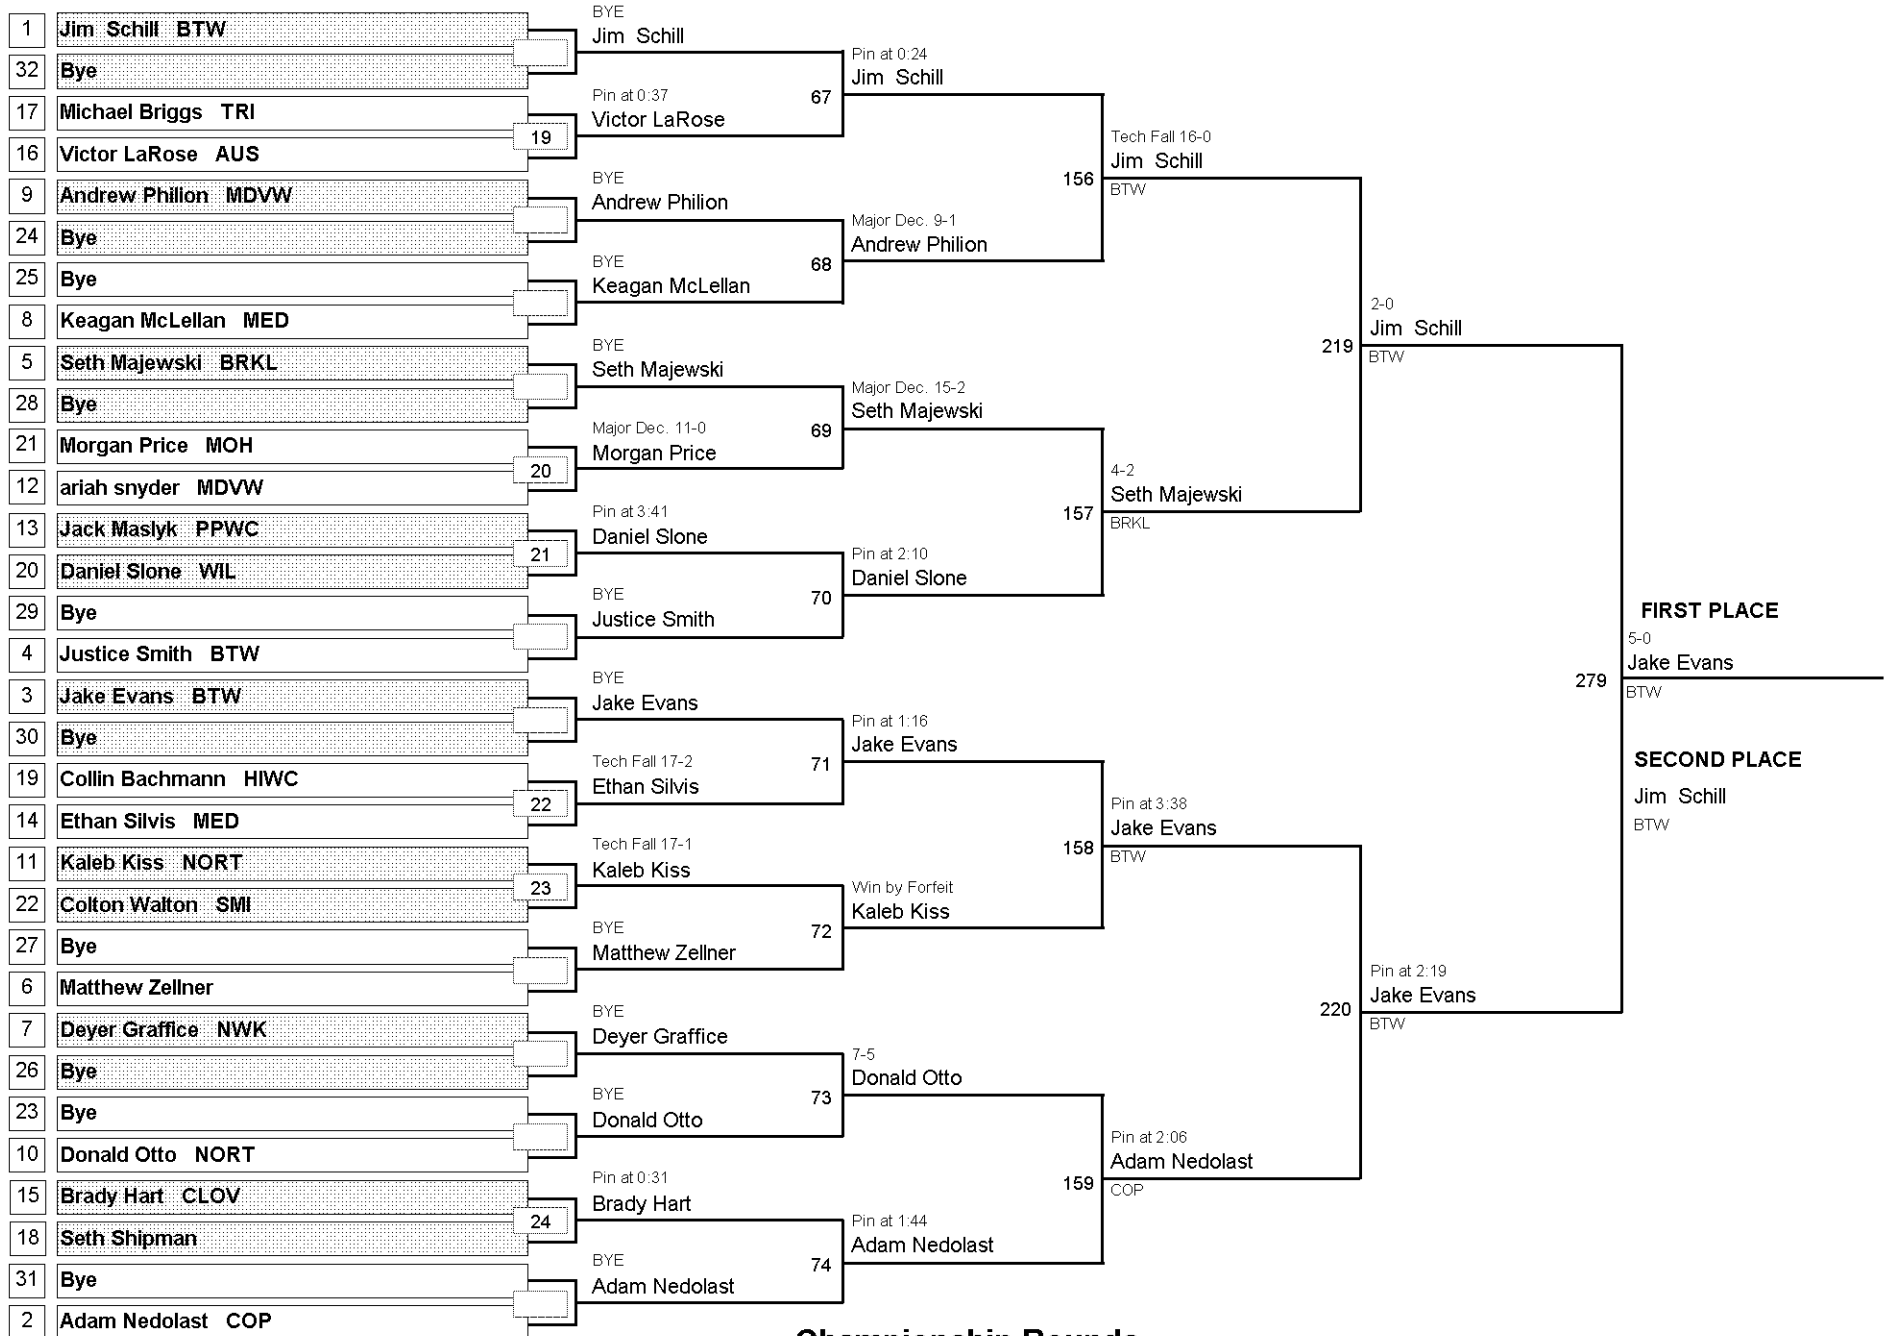 1 Jim Schill BTW
32 Bye
17 Michael Briggs TRI
16 Victor LaRose AUS
9 Andrew Philion MDVW
24 Bye
25 Bye
8 Keagan McLellan MED
5 Seth Majewski BRKL
28 Bye
21 Morgan Price MOH
12 ariah snyder MDVW
13 Jack Maslyk PPWC
20 Daniel Slone WIL
29 Bye
4 Justice Smith BTW
3 Jake Evans BTW
30 Bye
19 Collin Bachmann HIWC
14 Ethan Silvis MED
11 Kaleb Kiss NORT
22 Colton Walton SMI
27 Bye
6 Matthew Zellner
7 Deyer Graffice NWK
26 Bye
23 Bye
10 Donald Otto NORT
15 Brady Hart CLOV
18 Seth Shipman
31 Bye
2 Adam Nedolast COP
19
20
21
22
23
24
BYE
Jim Schill
Pin at 0:37
Victor LaRose
BYE
Andrew Philion
BYE
Keagan McLellan
BYE
Seth Majewski
Major Dec. 11-0
Morgan Price
Pin at 3:41
Daniel Slone
BYE
Justice Smith
BYE
Jake Evans
Tech Fall 17-2
Ethan Silvis
Tech Fall 17-1
Kaleb Kiss
BYE
Matthew Zellner
BYE
Deyer Graffice
BYE
Donald Otto
Pin at 0:31
Brady Hart
BYE
Adam Nedolast
67
68
69
70
71
72
73
74
Pin at 0:24
Jim Schill
Major Dec. 9-1
Andrew Philion
Major Dec. 15-2
Seth Majewski
Pin at 2:10
Daniel Slone
Pin at 1:16
Jake Evans
Win by Forfeit
Kaleb Kiss
7-5
Donald Otto
Pin at 1:44
Adam Nedolast
156
157
158
159
Tech Fall 16-0
Jim Schill
BTW
4-2
Seth Majewski
BRKL
Pin at 3:38
Jake Evans
BTW
Pin at 2:06
Adam Nedolast
COP
219
220
2-0
Jim Schill
BTW
Pin at 2:19
Jake Evans
BTW
279
FIRST PLACE
5-0
Jake Evans
BTW
SECOND PLACE
Jim Schill
BTW
Championship Rounds